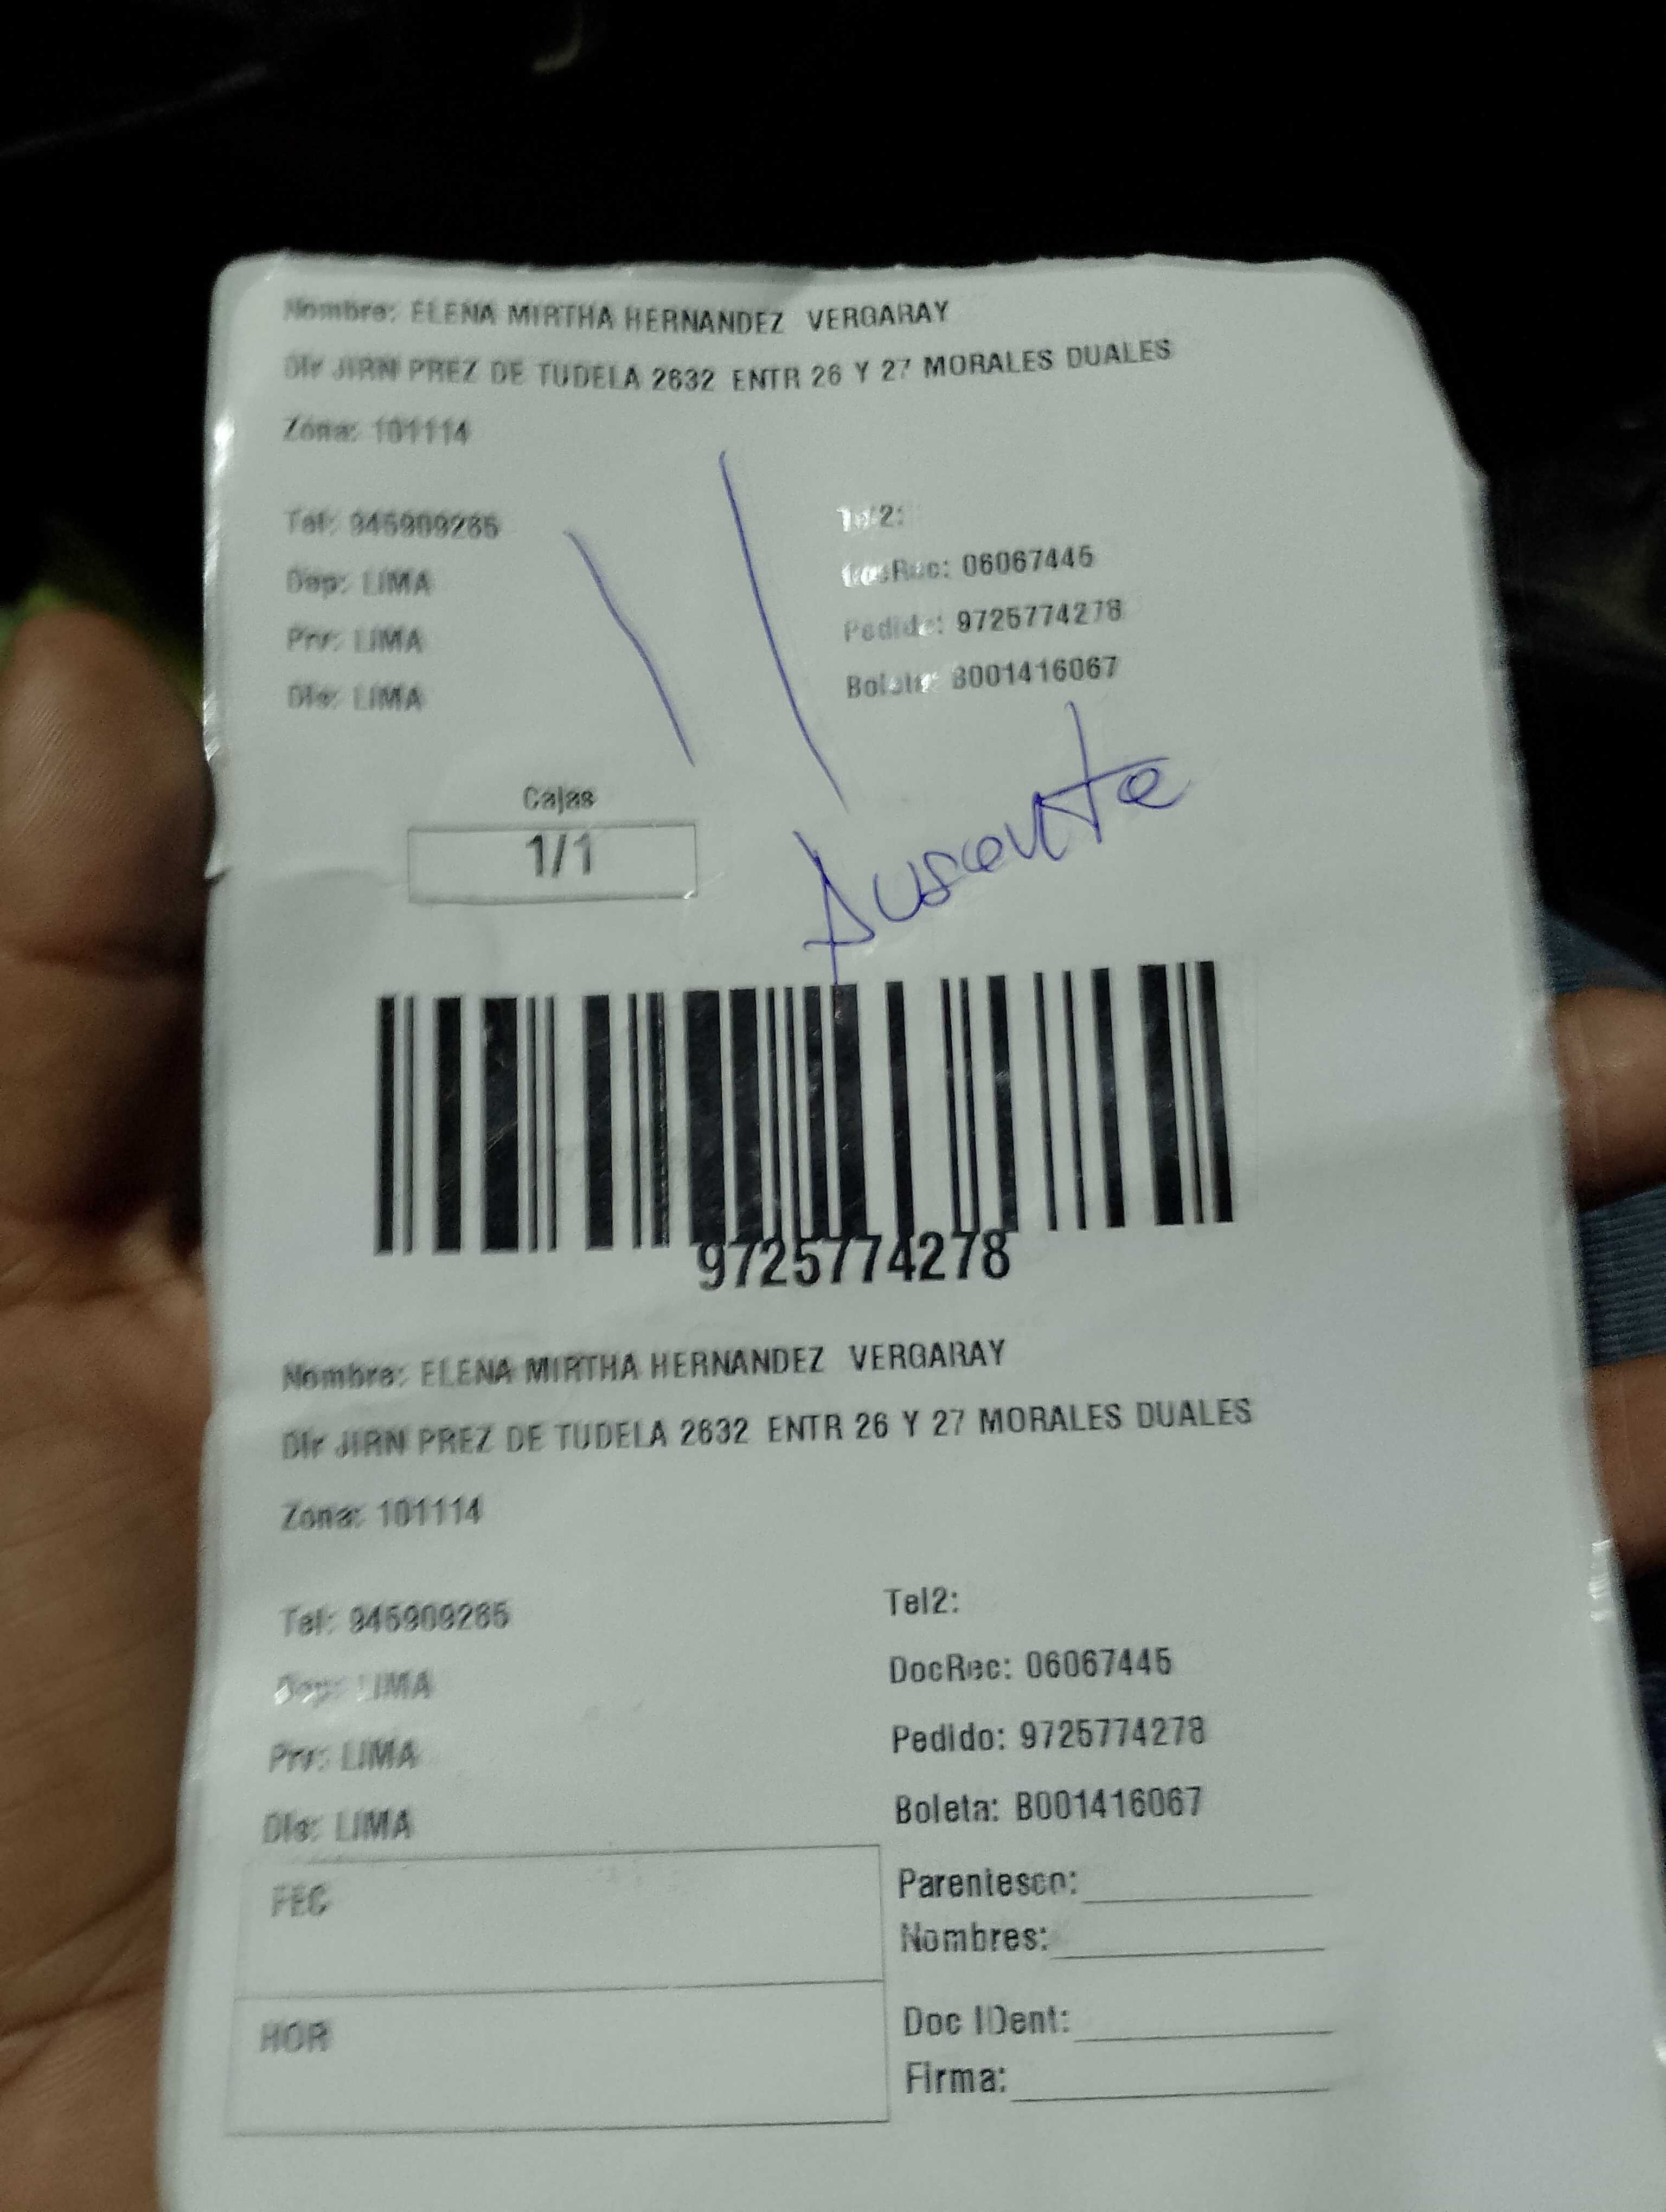 Nombre: ELENA MIRTHA HERNANDEZ VERGARAY
Dir JIRN PREZ DE TUDELA 2632 ENTR 26 Y 27 MORALES DUALES
Zona: 101114
Tel: 945909265
Tel2:
Dep: LIMA
DocRec: 06067445
Prv: LIMA
Pedido: 9725774278
Dis: LIMA
Boleta: B001416067
Cajas
1/1
Ausente
9725774278
Nombre: ELENA MIRTHA HERNANDEZ VERGARAY
Dir JIRN PREZ DE TUDELA 2632 ENTR 26 Y 27 MORALES DUALES
Zona: 101114
Tel: 945909265
Tel2:
Dep: LIMA
DocRec: 06067445
Prv: LIMA
Pedido: 9725774278
Dis: LIMA
Boleta: B001416067
FEC
Parentesco:
Nombres:
HOR
Doc IDent:
Firma: